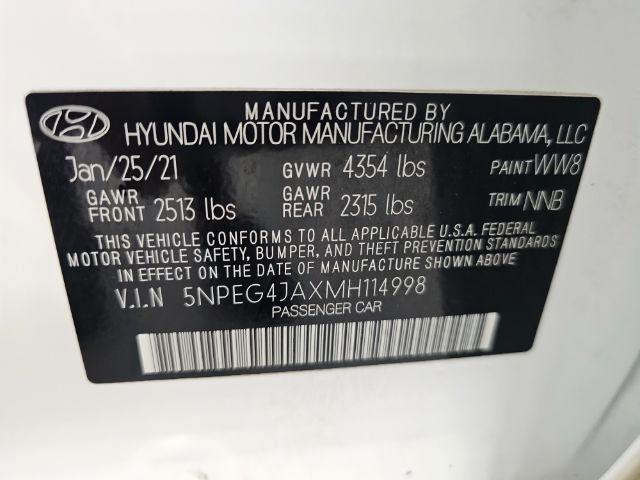 MANUFACTURED BY
HYUNDAI MOTOR MANUFACTURING ALABAMA, LLC
Jan/25/21 GVWR 4354 lbs PAINT WW8
GAWR FRONT 2513 lbs GAWR REAR 2315 lbs TRIM NNB
THIS VEHICLE CONFORMS TO ALL APPLICABLE U.S.A. FEDERAL
MOTOR VEHICLE SAFETY, BUMPER, AND THEFT PREVENTION STANDARDS
IN EFFECT ON THE DATE OF MANUFACTURE SHOWN ABOVE
V.I.N 5NPEG4JAXMH114998
PASSENGER CAR